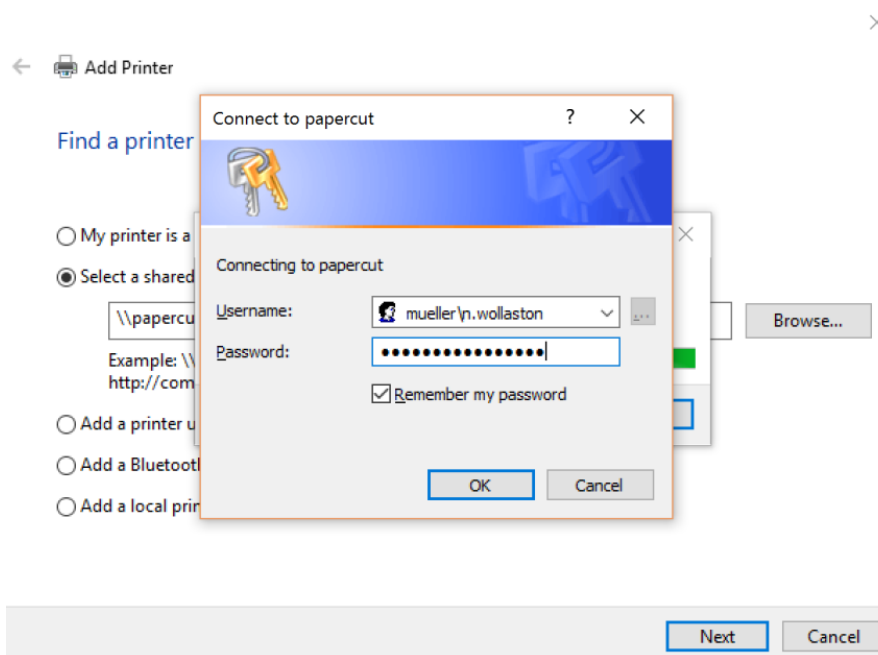 Add Printer
Find a printer
My printer is a
Select a shared
\\papercu
Browse...
Example: \\
http://com
Add a printer u
Add a Bluetooth
Add a local prin
Connect to papercut
?
Connecting to papercut
Username:
mueller\n.wollaston
...
Password:
••••••••••••••••
Remember my password
OK
Cancel
Next
Cancel